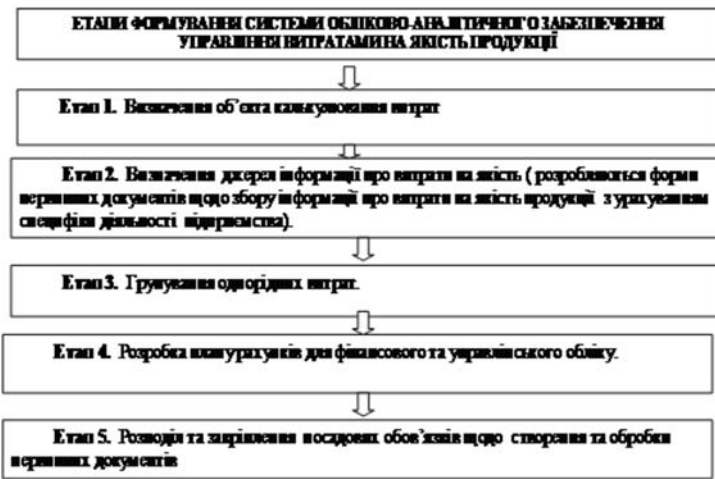 ЕТАПИ ФОРМУВАННЯ СИСТЕМИ ОБЛІКОВО-АНАЛІТИЧНОГО ЗАБЕЗПЕЧЕННЯ
УПРАВЛІННЯ ВИТРАТАМИ НА ЯКІСТЬ ПРОДУКЦІЇ
Етап 1. Визначення об’єкта калькулювання витрат
Етап 2. Визначення джерел інформації про витрати на якість ( розробляються форми
первинних документів щодо збору інформації про витрати на якість продукції з урахуванням
специфіки діяльності підприємства).
Етап 3. Групування однорідних витрат.
Етап 4. Розробка плану рахунків для фінансового та управлінського обліку.
Етап 5. Розподіл та закріплення посадових обов’язків щодо створення та обробки
первинних документів